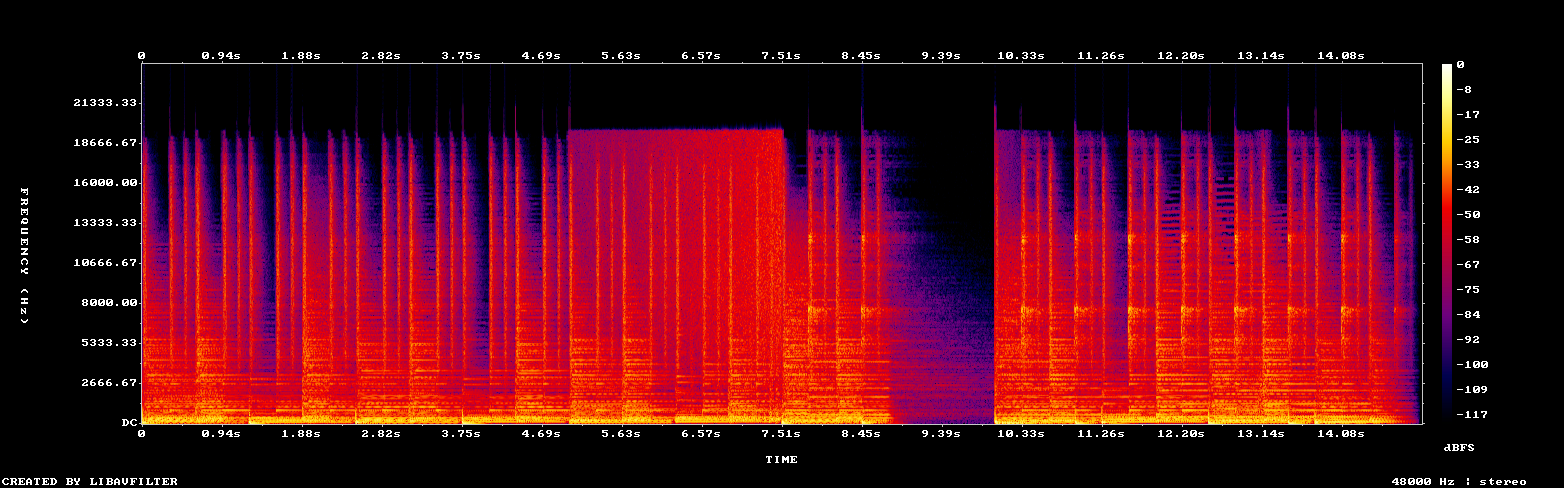 0 0.94s 1.88s 2.82s 3.75s 4.69s 5.63s 6.57s 7.51s 8.45s 9.39s 10.33s 11.26s 12.20s 13.14s 14.08s
21333.33
18666.67
16000.00
13333.33
10666.67
8000.00
5333.33
2666.67
DC
FREQUENCY (Hz)
0
-8
-17
-25
-33
-42
-50
-58
-67
-75
-84
-92
-100
-109
-117
dBFS
0 0.94s 1.88s 2.82s 3.75s 4.69s 5.63s 6.57s 7.51s 8.45s 9.39s 10.33s 11.26s 12.20s 13.14s 14.08s
TIME
CREATED BY LIBAVFILTER
48000 Hz | stereo